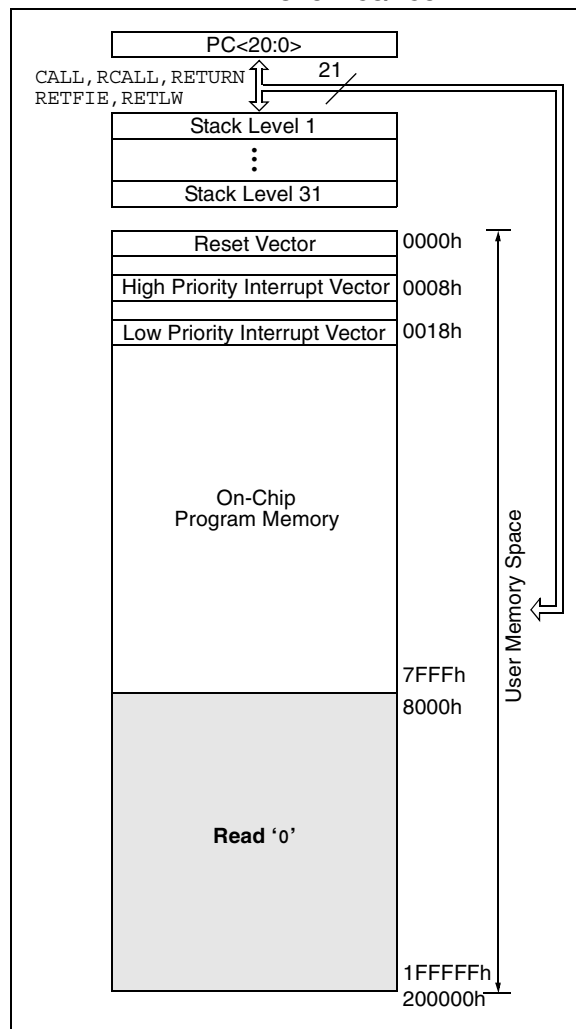 PC<20:0>
CALL,RCALL,RETURN
RETFIE,RETLW
21
Stack Level 1
Stack Level 31
Reset Vector
0000h
High Priority Interrupt Vector
0008h
Low Priority Interrupt Vector
0018h
On-Chip
Program Memory
User Memory Space
7FFFh
8000h
Read ‘0’
1FFFFFh
200000h